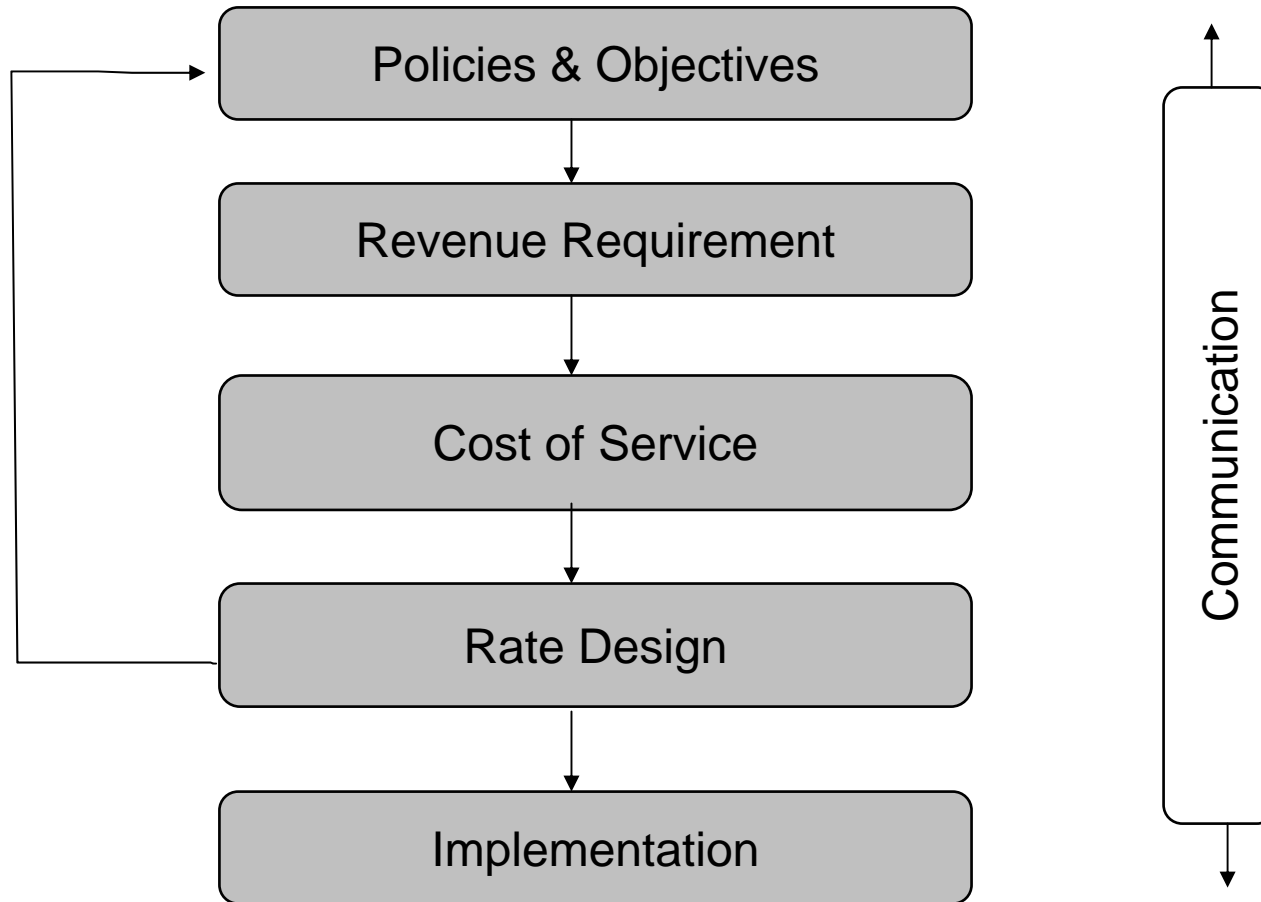 Policies & Objectives
Revenue Requirement
Cost of Service
Rate Design
Implementation
Communication